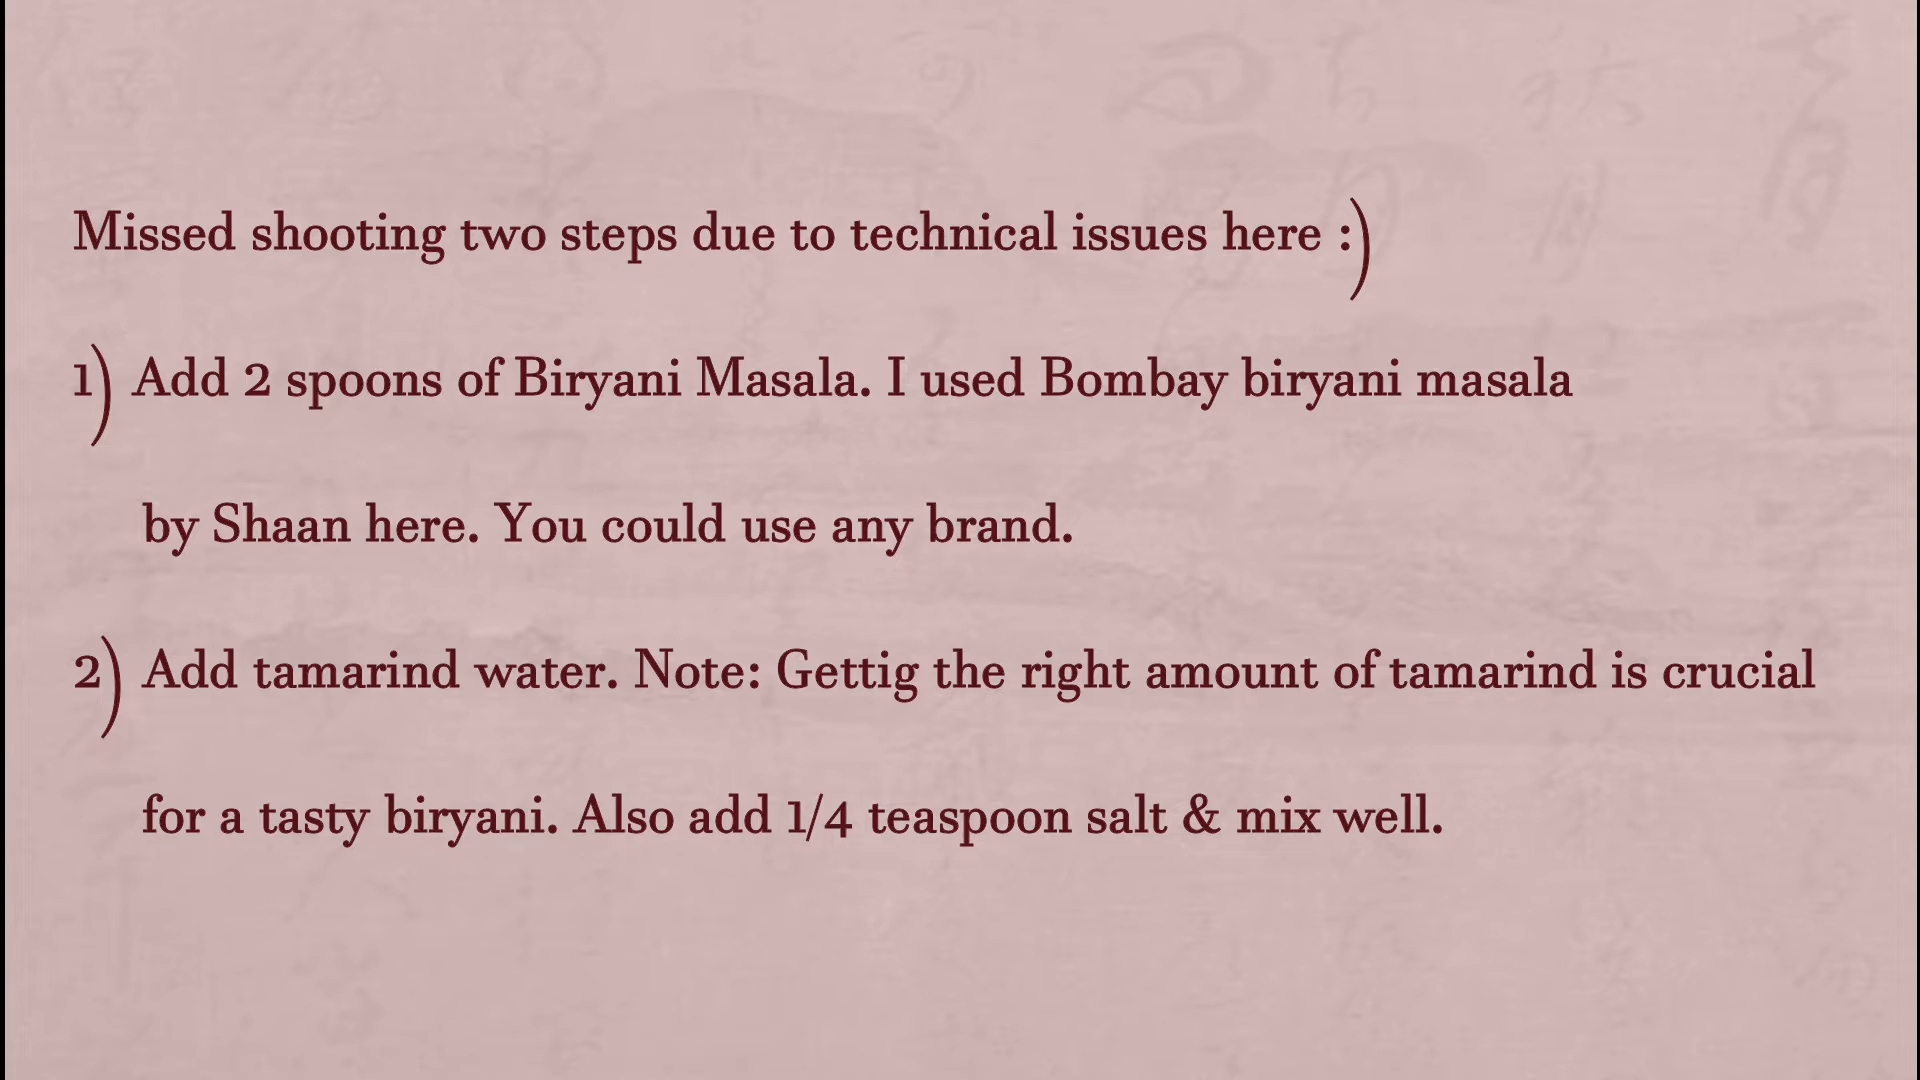 Missed shooting two steps due to technical issues here :)
1) Add 2 spoons of Biryani Masala. I used Bombay biryani masala
by Shaan here. You could use any brand.
2) Add tamarind water. Note: Gettig the right amount of tamarind is crucial
for a tasty biryani. Also add 1/4 teaspoon salt & mix well.